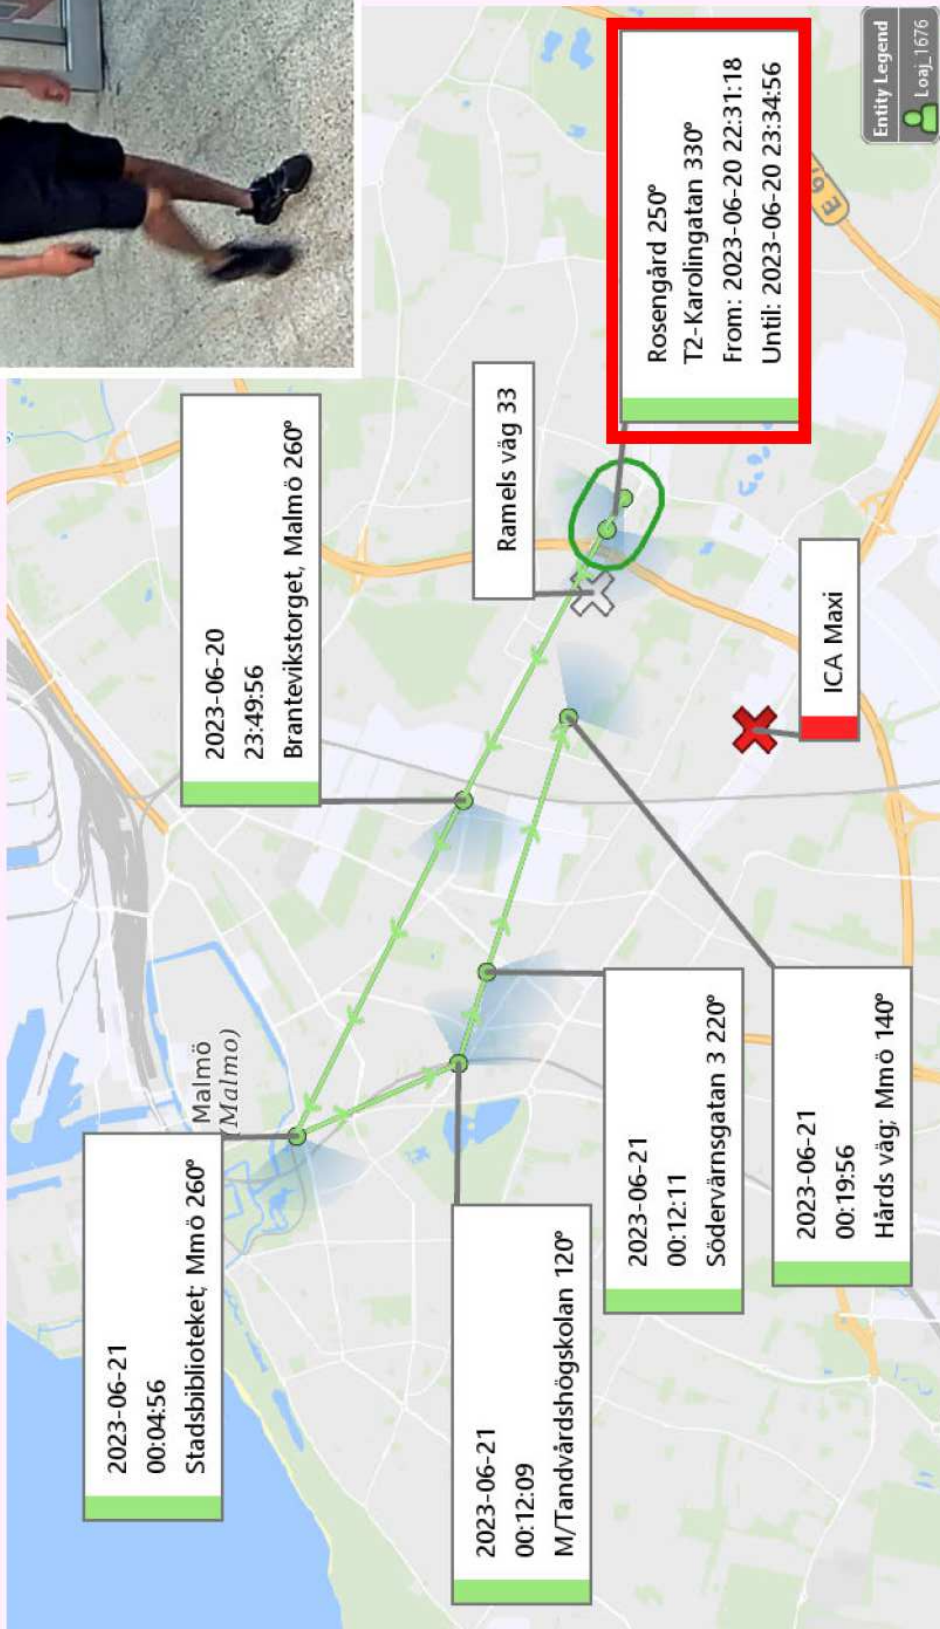 2023-06-21
00:04:56
Stadsbiblioteket; Mmö 260°
Malmö
(Malmo)
2023-06-20
23:49:56
Brantevikstorget, Malmö 260°
2023-06-21
00:12:09
M/Tandvårdshögskolan 120°
Ramels väg 33
2023-06-21
00:12:11
Södervärnsgatan 3 220°
Rosengård 250°
T2-Karolingatan 330°
From: 2023-06-20 22:31:18
Until: 2023-06-20 23:34:56
2023-06-21
00:19:56
Hårds väg; Mmö 140°
ICA Maxi
Entity Legend
Loaj_1676